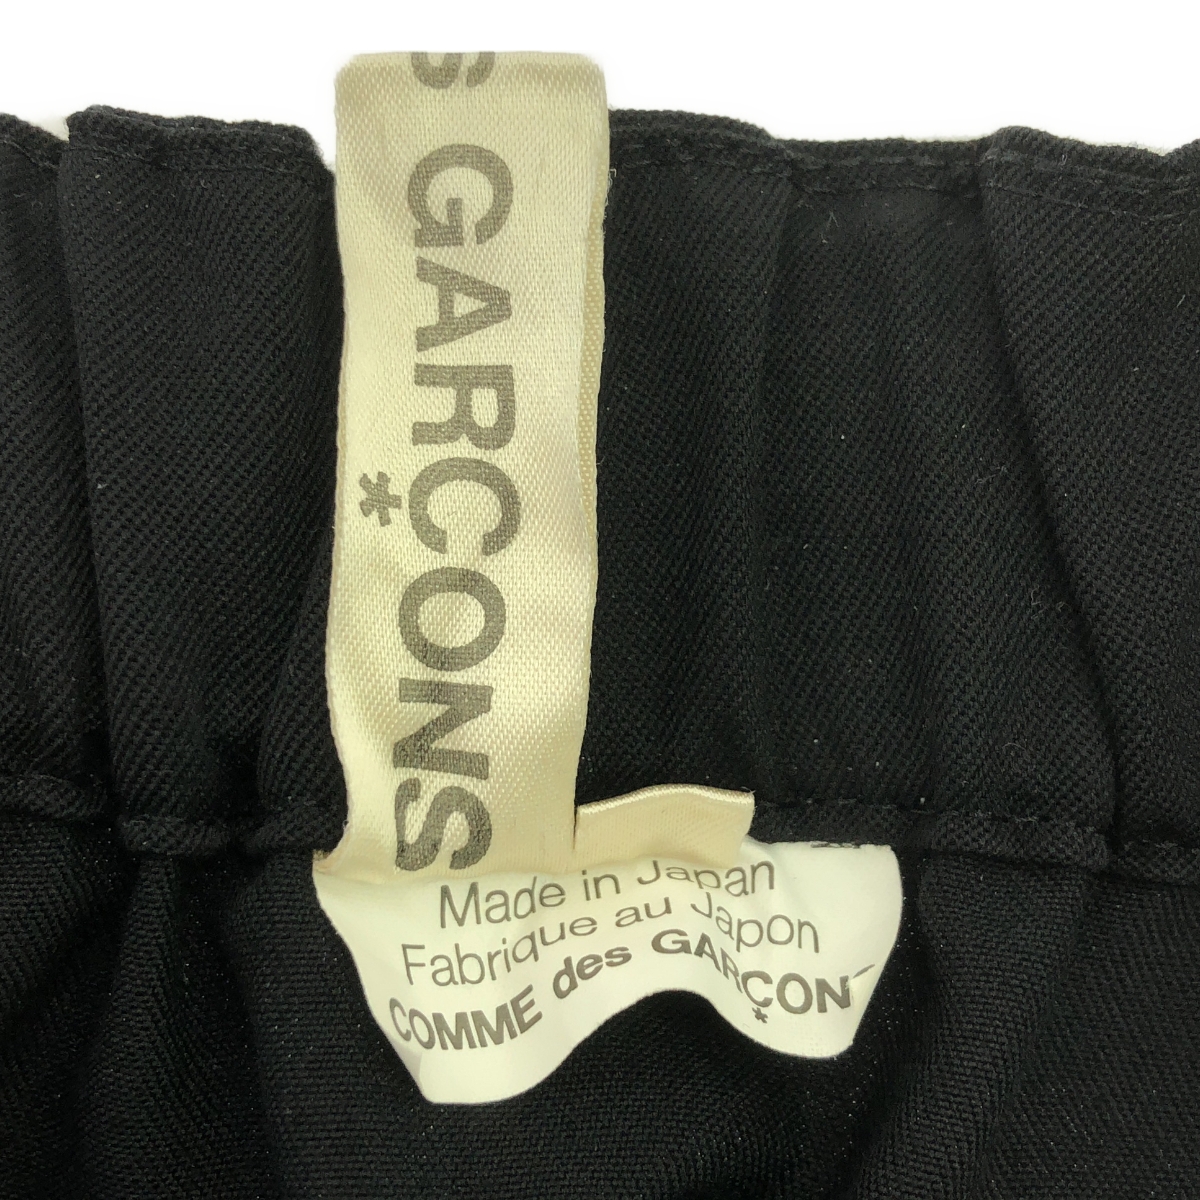 S GARÇONS
Made in Japan
Fabrique au Japon
COMME des GARÇON